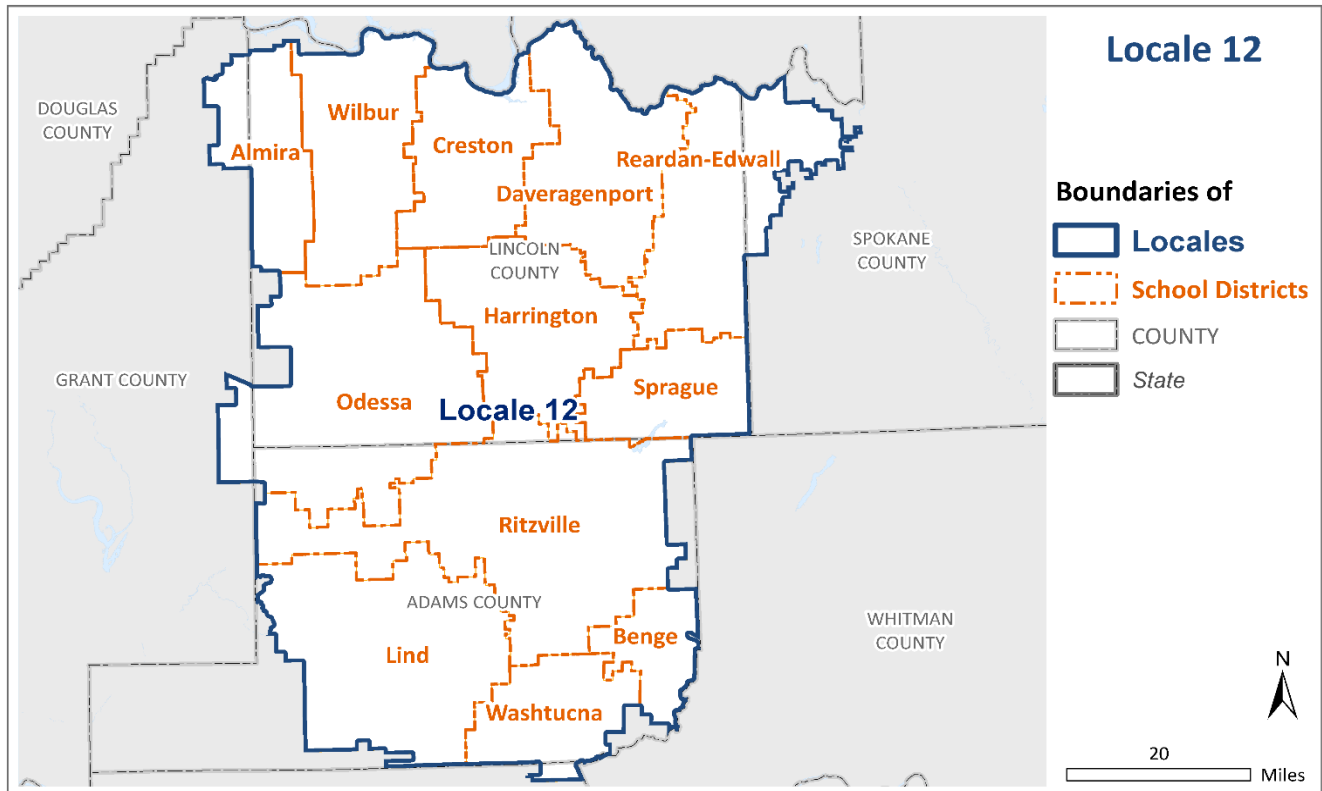 Locale 12
DOUGLAS
COUNTY
Wilbur
Almira
Creston
Reardan-Edwall
Daveragenport
LINCOLN
COUNTY
SPOKANE
COUNTY
Harrington
GRANT COUNTY
Odessa
Sprague
Locale 12
Ritzville
ADAMS COUNTY
Benge
Lind
WHITMAN
COUNTY
Washtucna
Boundaries of
Locales
School Districts
COUNTY
State
N
20
Miles